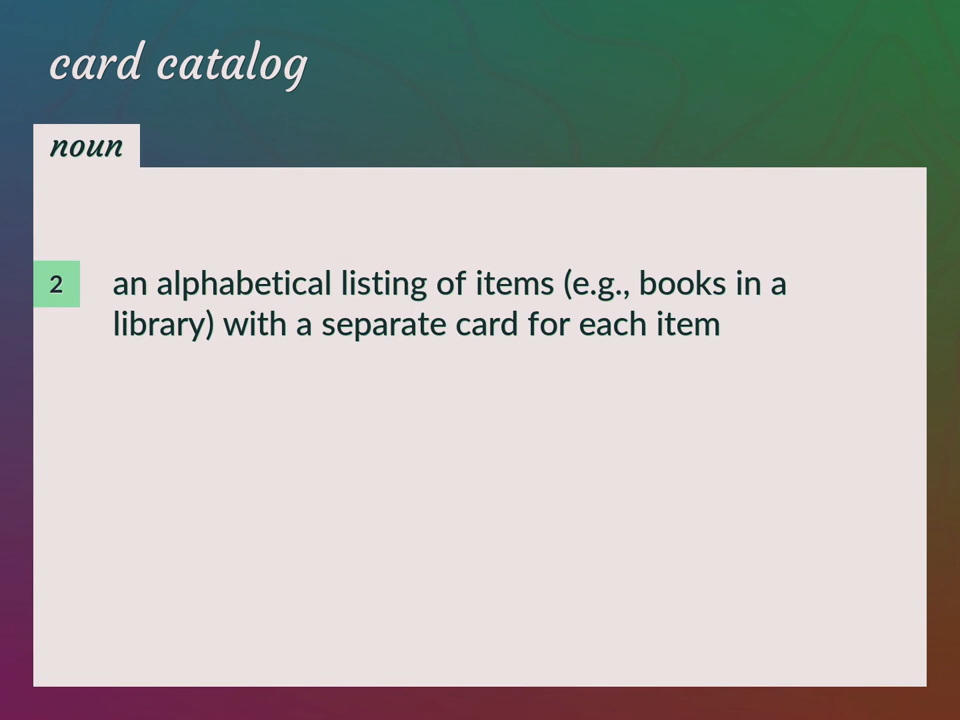 card catalog
noun
2
an alphabetical listing of items (e.g., books in a
library) with a separate card for each item